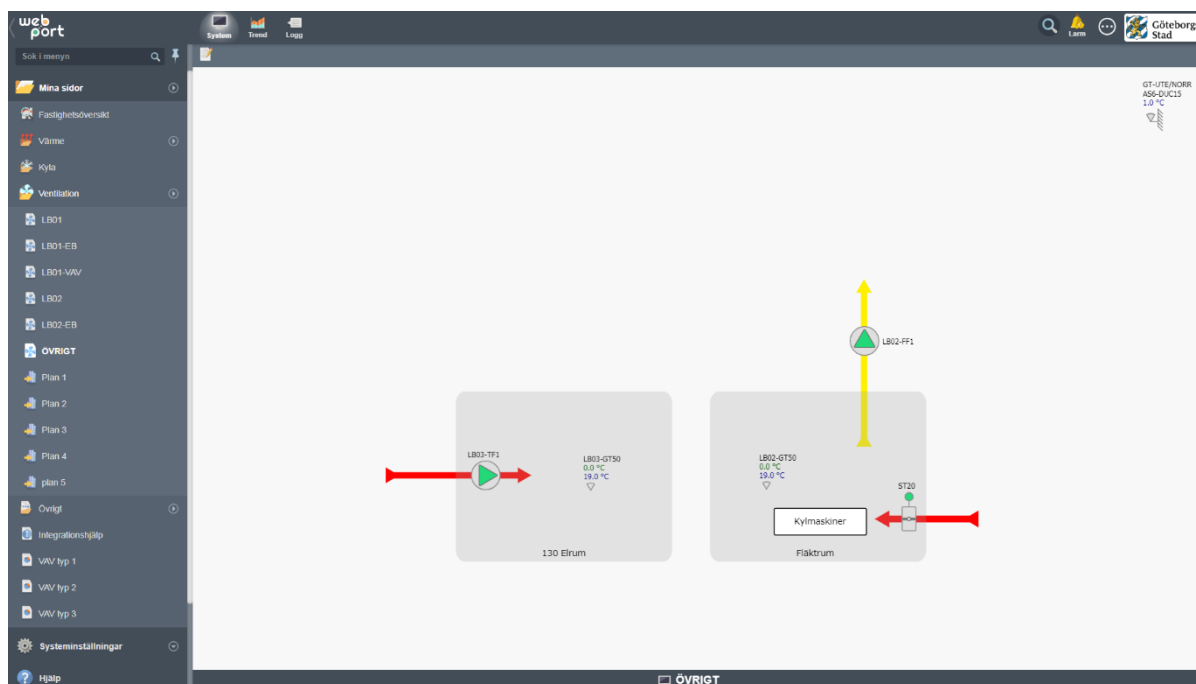 web
port
System
Trend
Logg
Larm
Göteborgs
Stad
Sök i menyn
Mina sidor
Fastighetsöversikt
Värme
Kyla
Ventilation
LB01
LB01-EB
LB01-VAV
LB02
LB02-EB
ÖVRIGT
Plan 1
Plan 2
Plan 3
Plan 4
plan 5
Övrigt
Integrationshjälp
VAV typ 1
VAV typ 2
VAV typ 3
Systeminställningar
Hjälp
GT-UTE/NORR
AS6-DUC15
1.0 °C
LB02-FF1
LB03-TF1
LB03-GT50
0.0 °C
19.0 °C
130 Elrum
LB02-GT50
0.0 °C
19.0 °C
ST20
Kylmaskiner
Fläktrum
ÖVRIGT